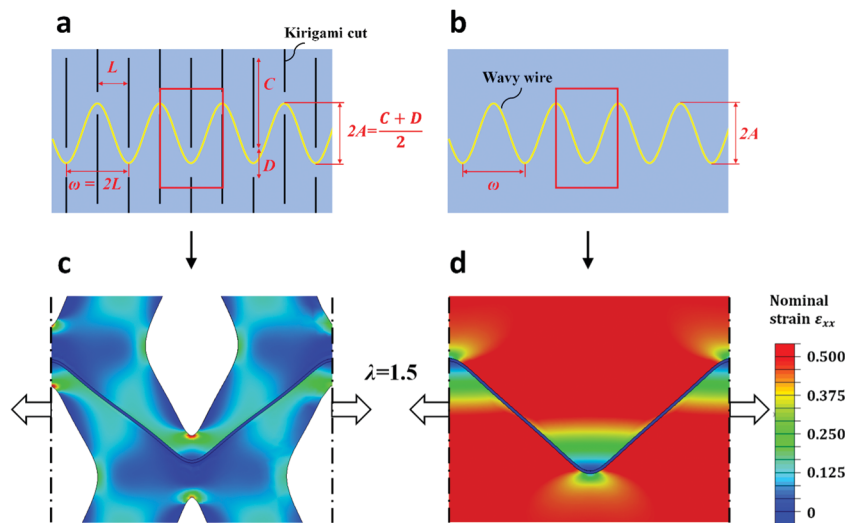 a
Kirigami cut
L
C
2A=(C + D)/2
D
ω = 2L
b
Wavy wire
2A
ω
c
λ=1.5
d
Nominal
strain ε_xx
0.500
0.375
0.250
0.125
0